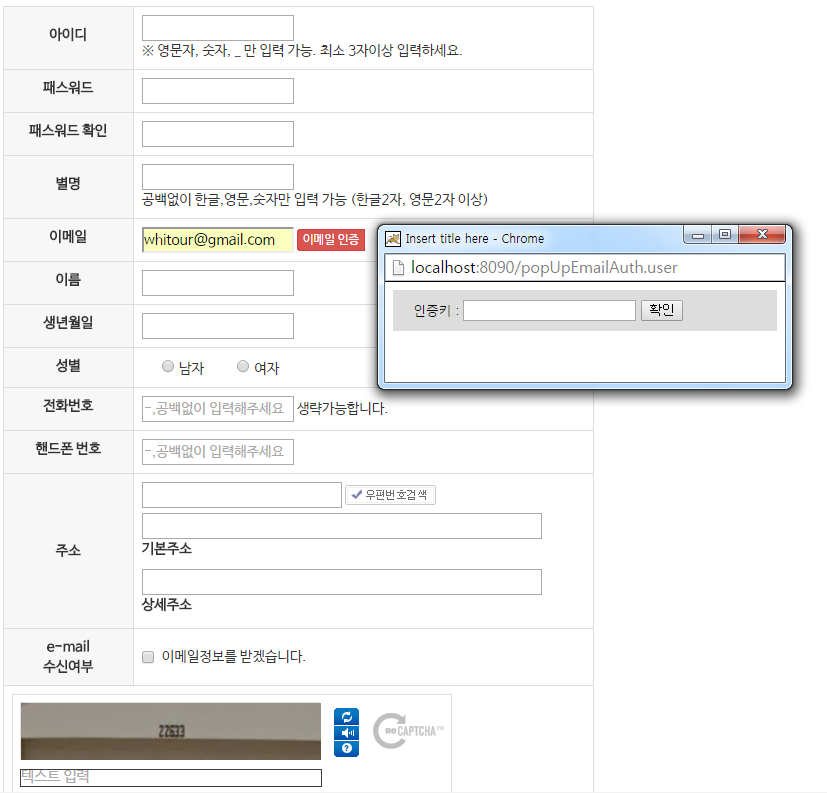 아이디
※ 영문자, 숫자, _ 만 입력 가능. 최소 3자이상 입력하세요.
패스워드
패스워드 확인
별명
공백없이 한글,영문,숫자만 입력 가능 (한글2자, 영문2자 이상)
이메일
whitour@gmail.com
이메일 인증
Insert title here - Chrome
localhost:8090/popUpEmailAuth.user
인증키 :
확인
이름
생년월일
성별
남자
여자
전화번호
-,공백없이 입력해주세요
생략가능합니다.
핸드폰 번호
-,공백없이 입력해주세요
주소
우편번호검색
기본주소
상세주소
e-mail
수신여부
이메일정보를 받겠습니다.
22633
reCAPTCHA™
텍스트 입력